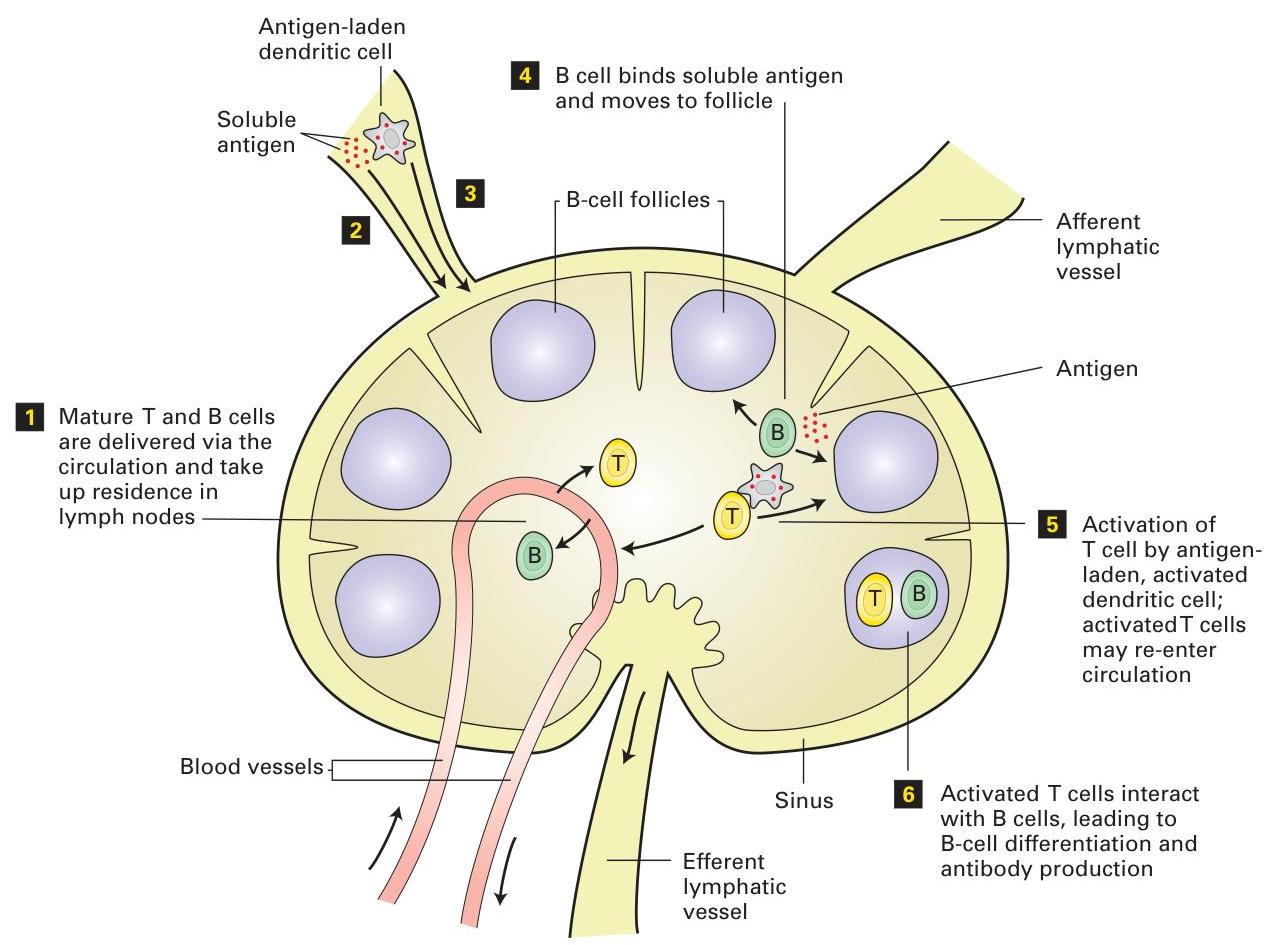 Antigen-laden
dendritic cell
Soluble
antigen
4 B cell binds soluble antigen
and moves to follicle
3
2
B-cell follicles
Afferent
lymphatic
vessel
Antigen
1 Mature T and B cells
are delivered via the
circulation and take
up residence in
lymph nodes
B
T
T
B
5 Activation of
T cell by antigen-
laden, activated
dendritic cell;
activated T cells
may re-enter
circulation
T B
Blood vessels
Sinus
6 Activated T cells interact
with B cells, leading to
B-cell differentiation and
antibody production
Efferent
lymphatic
vessel